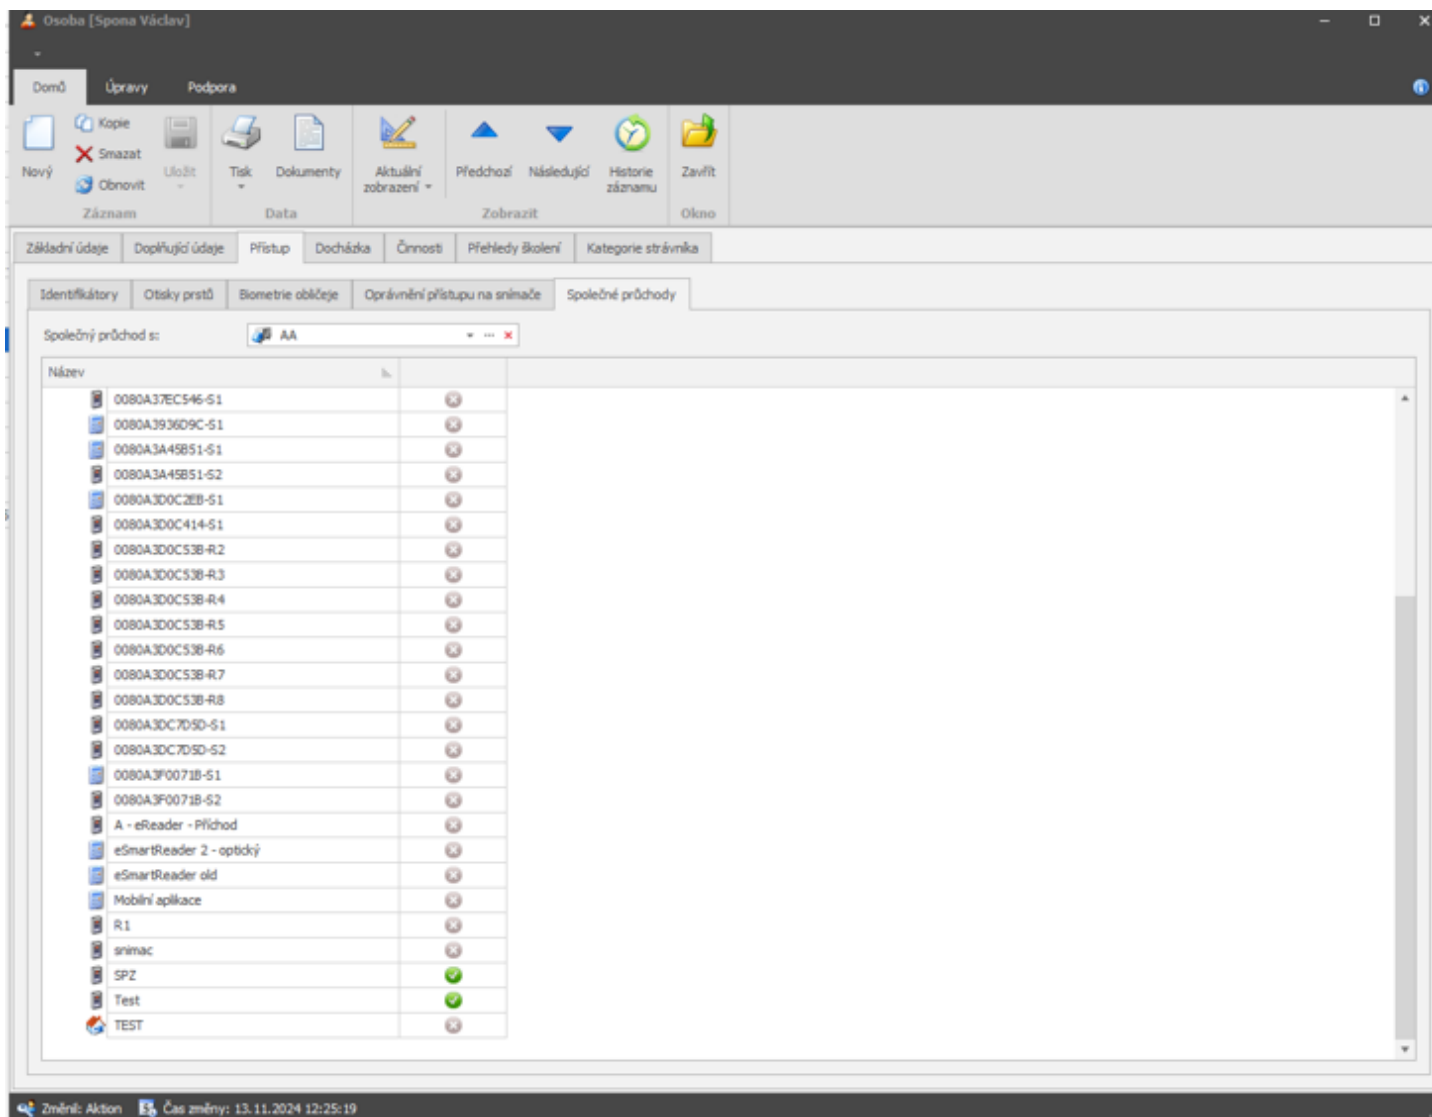 Osoba [Spona Václav]
Domů Úpravy Podpora
Nový Kopie Smazat Obnovit Uložit Tisk Dokumenty Aktuální zobrazení Předchozí Následující Historie záznamu Zavřít
Záznam Data Zobrazit Okno
Základní údaje Doplňující údaje Přístup Docházka Činnosti Přehledy školení Kategorie strávníka
Identifikátory Otisky prstů Biometrie obličeje Oprávnění přístupu na snímače Společné průchody
Společný průchod s: AA
Název
0080A37EC546-S1
0080A3936D9C-S1
0080A3A45B51-S1
0080A3A45B51-S2
0080A3D0C2EB-S1
0080A3D0C414-S1
0080A3D0C53B-R2
0080A3D0C53B-R3
0080A3D0C53B-R4
0080A3D0C53B-R5
0080A3D0C53B-R6
0080A3D0C53B-R7
0080A3D0C53B-R8
0080A3DC7D5D-S1
0080A3DC7D5D-S2
0080A3F0071B-S1
0080A3F0071B-S2
A - eReader - Příchod
eSmartReader 2 - optický
eSmartReader old
Mobilní aplikace
R1
snimac
SPZ
Test
TEST
Změnil: Aktion Čas změny: 13.11.2024 12:25:19